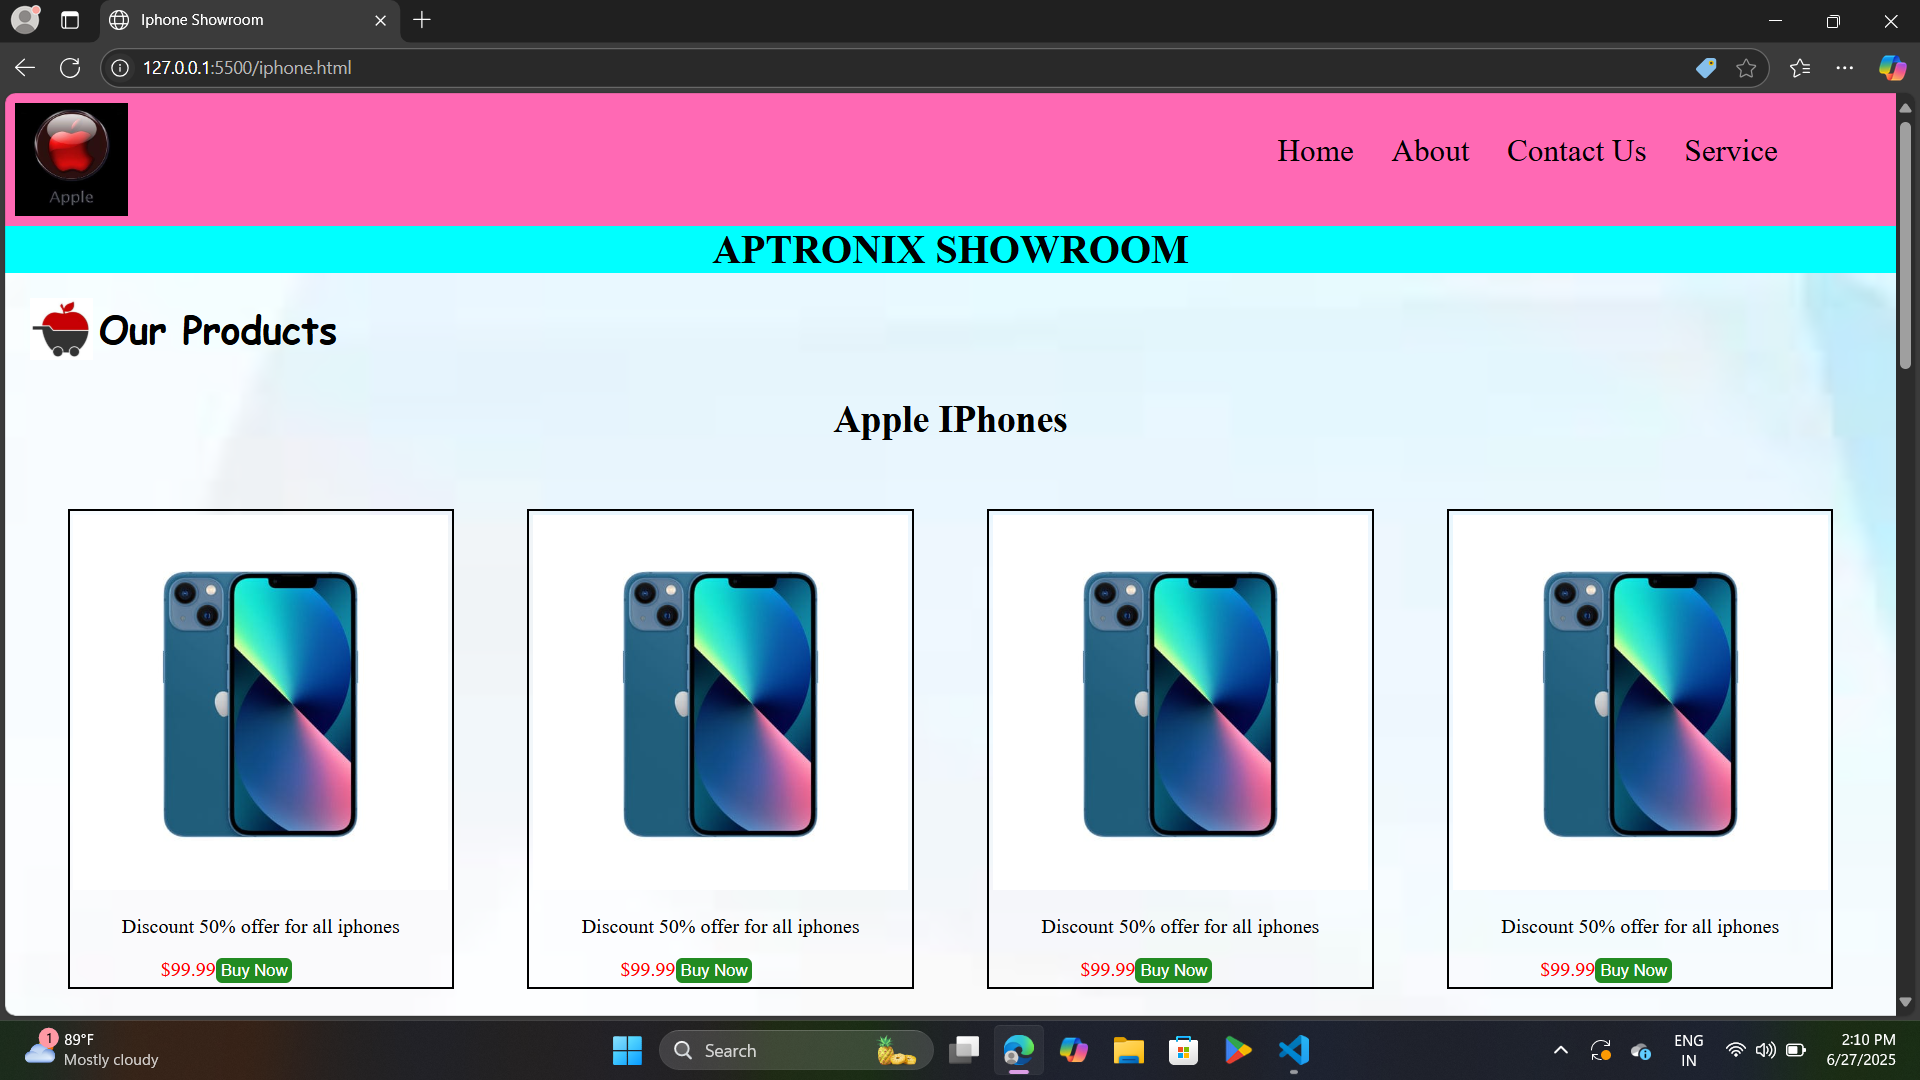 Iphone Showroom
127.0.0.1:5500/iphone.html
Apple
Home About Contact Us Service
APTRONIX SHOWROOM
Our Products
Apple IPhones
Discount 50% offer for all iphones
$99.99 Buy Now
Discount 50% offer for all iphones
$99.99 Buy Now
Discount 50% offer for all iphones
$99.99 Buy Now
Discount 50% offer for all iphones
$99.99 Buy Now
1
89°F
Mostly cloudy
Search
ENG
IN
2:10 PM
6/27/2025